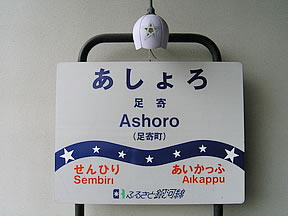 あしょろ
足寄
Ashoro
(足寄町)
せんびり あいかっぷ
Sembiri Aikappu
ふるさと銀河線